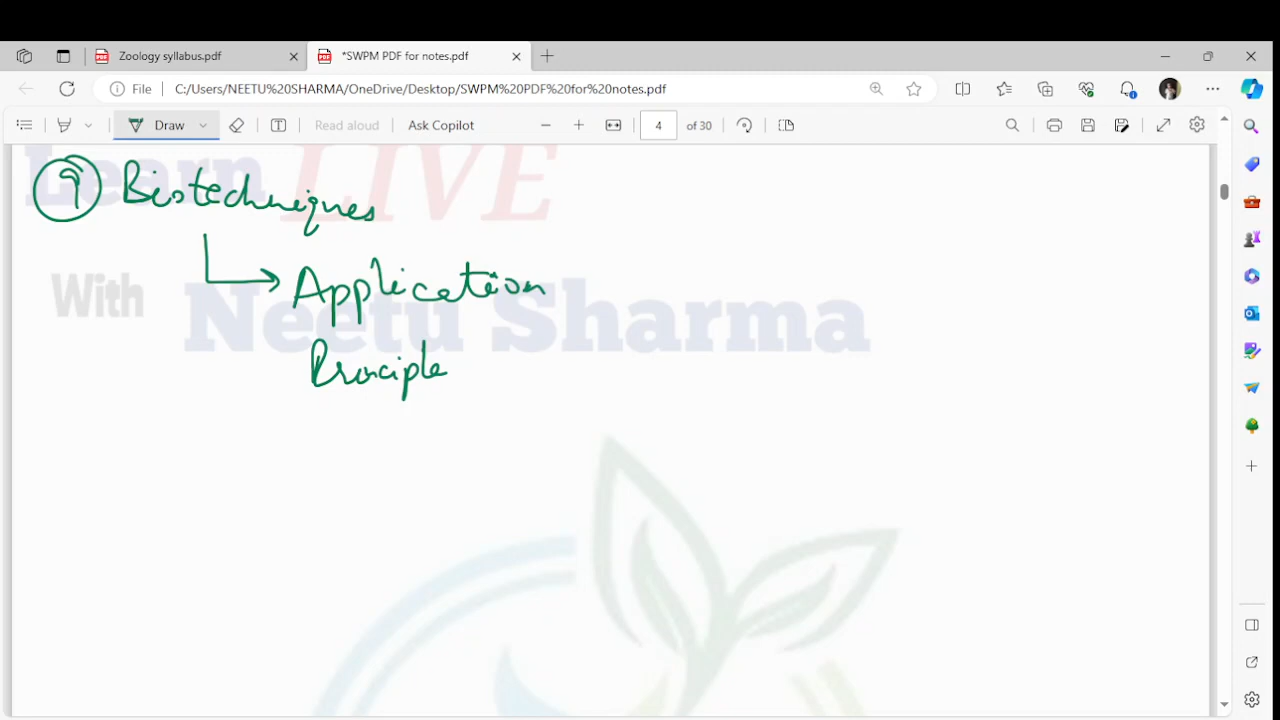 Zoology syllabus.pdf
*SWPM PDF for notes.pdf
File C:/Users/NEETU%20SHARMA/OneDrive/Desktop/SWPM%20PDF%20for%20notes.pdf
Draw Read aloud Ask Copilot 4 of 30
Learn LIVE
9 Biotechniques
Application
With Neetu Sharma
Principle